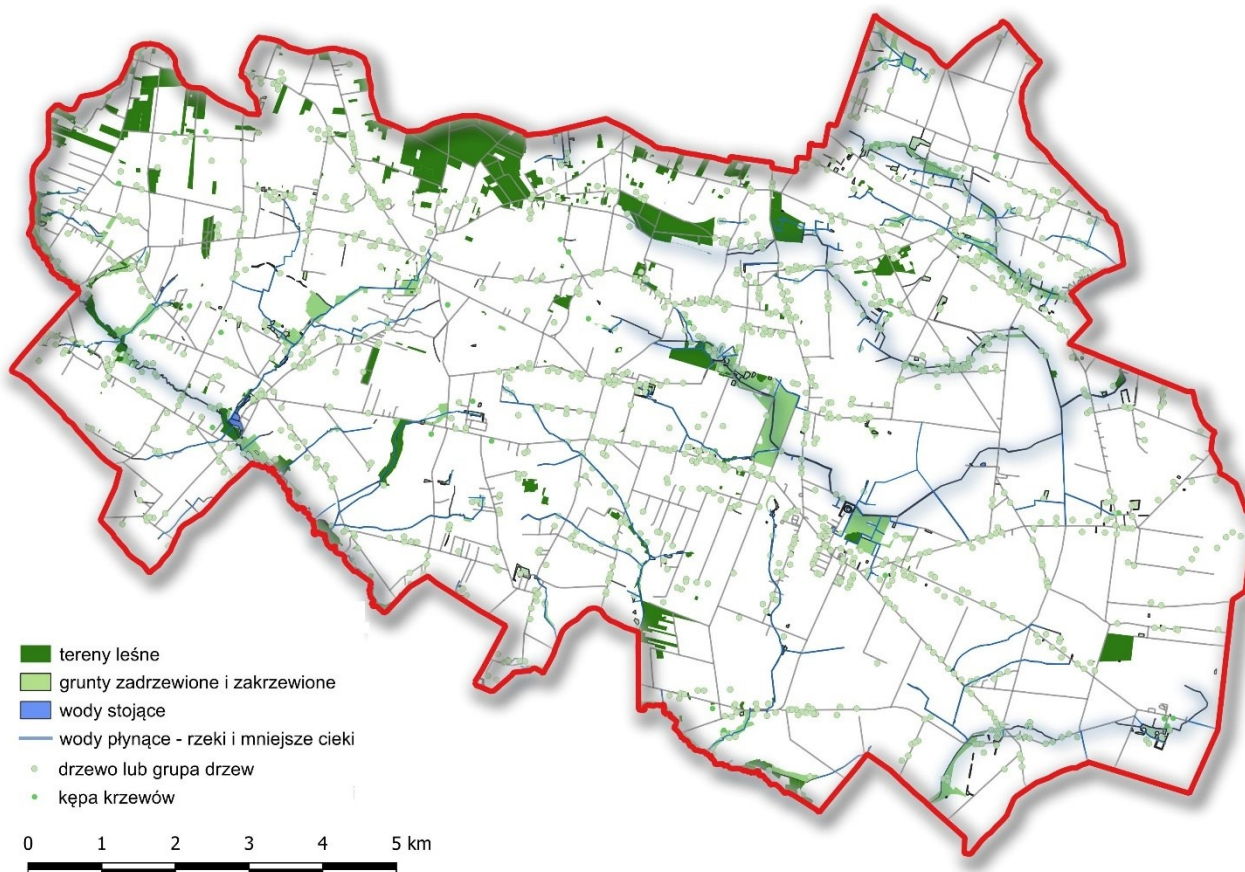 tereny leśne
grunty zadrzewione i zakrzewione
wody stojące
wody płynące - rzeki i mniejsze cieki
drzewo lub grupa drzew
kępa krzewów
0 1 2 3 4 5 km